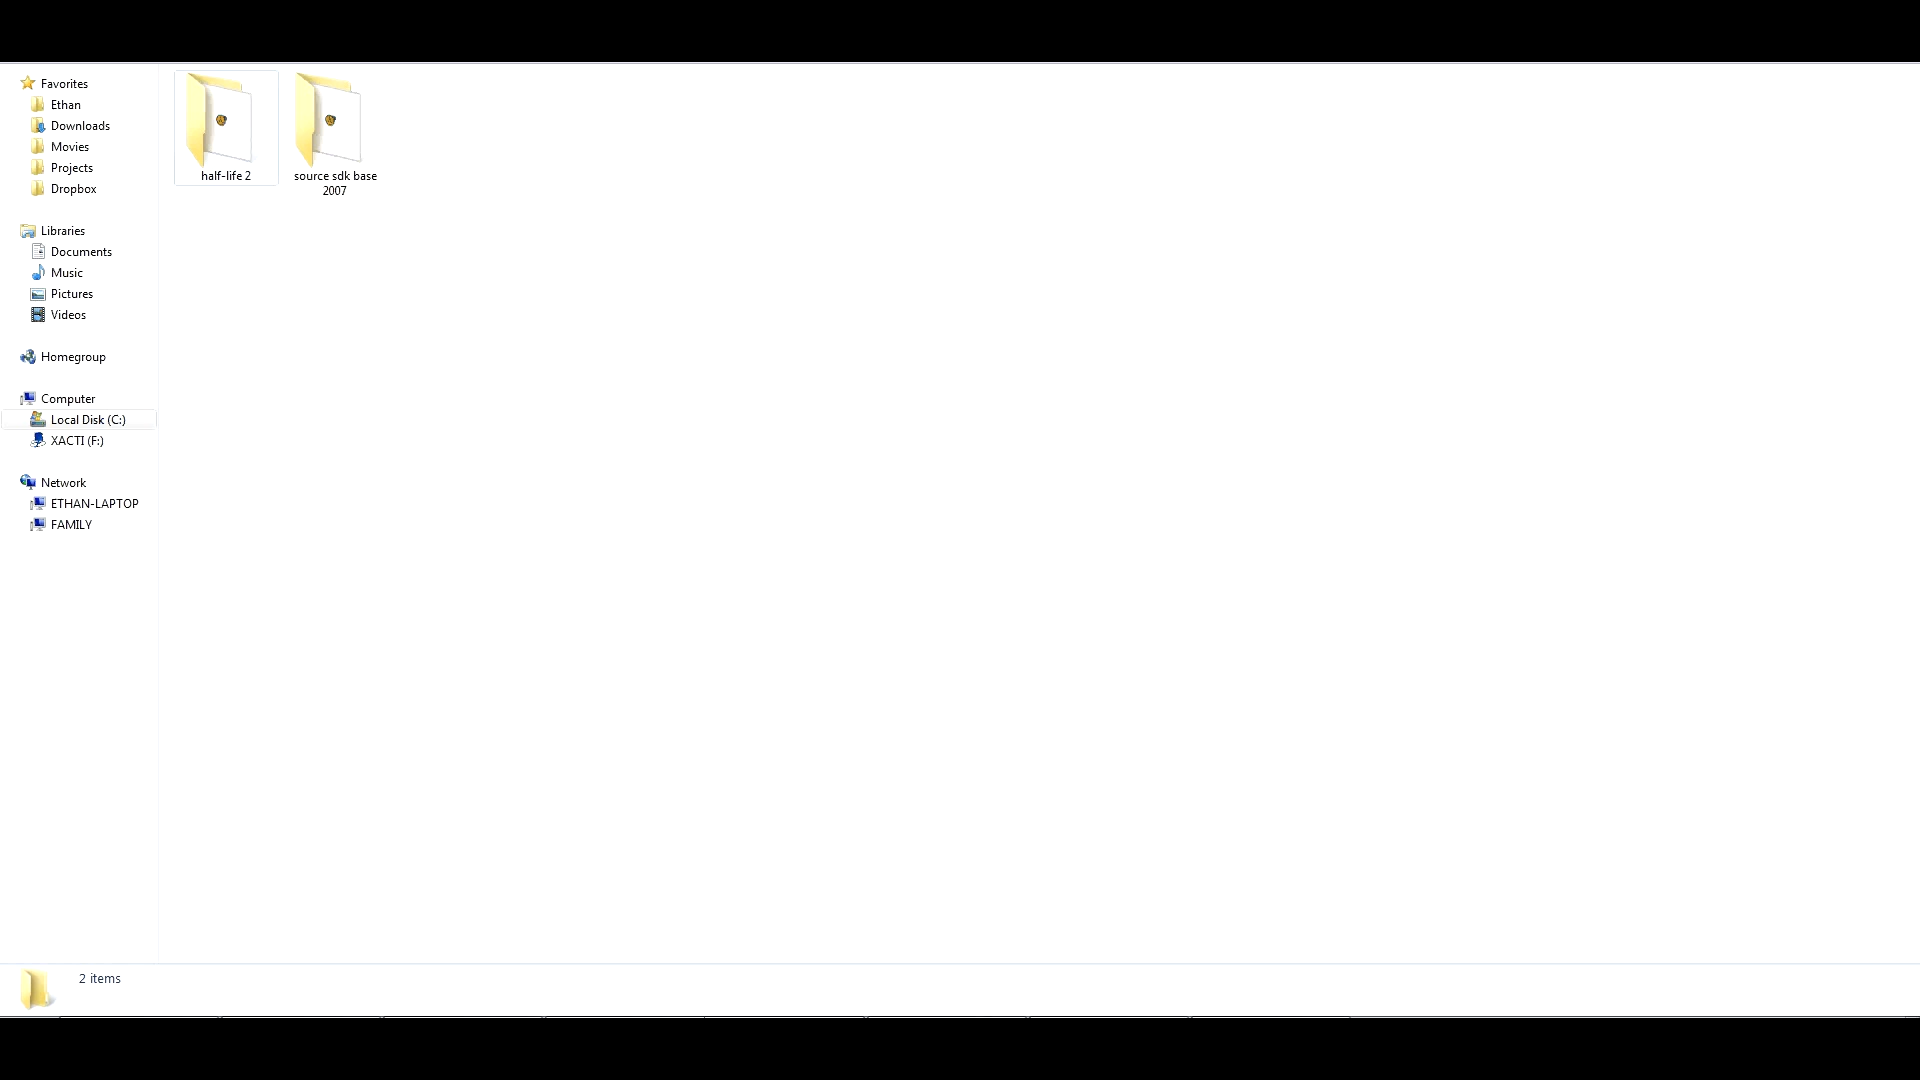 Favorites
Ethan
Downloads
Movies
Projects
Dropbox
Libraries
Documents
Music
Pictures
Videos
Homegroup
Computer
Local Disk (C:)
XACTI (F:)
Network
ETHAN-LAPTOP
FAMILY
half-life 2
source sdk base
2007
2 items